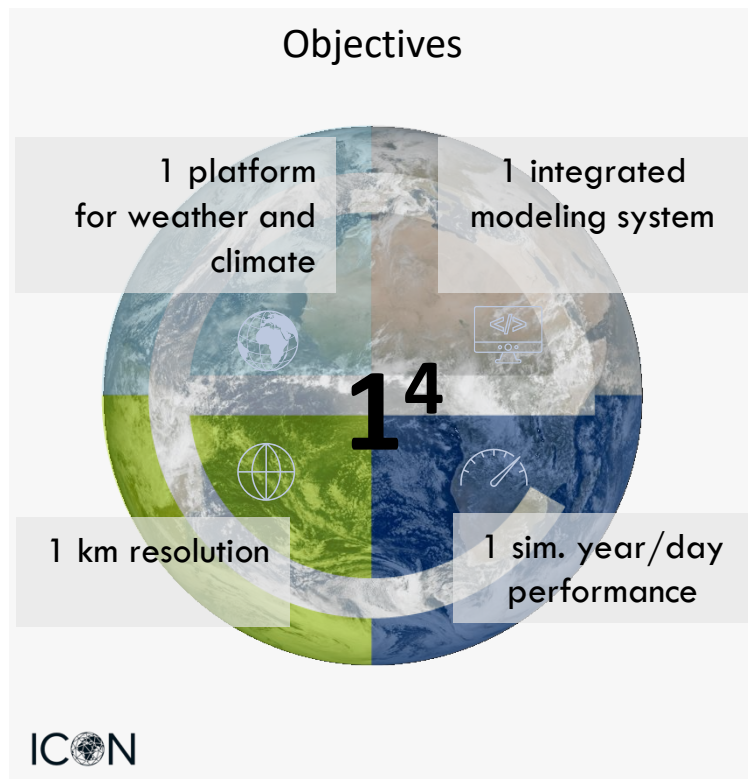 Objectives
1 platform
for weather and
climate
1 integrated
modeling system
</>
1⁴
1 km resolution
1 sim. year/day
performance
ICON